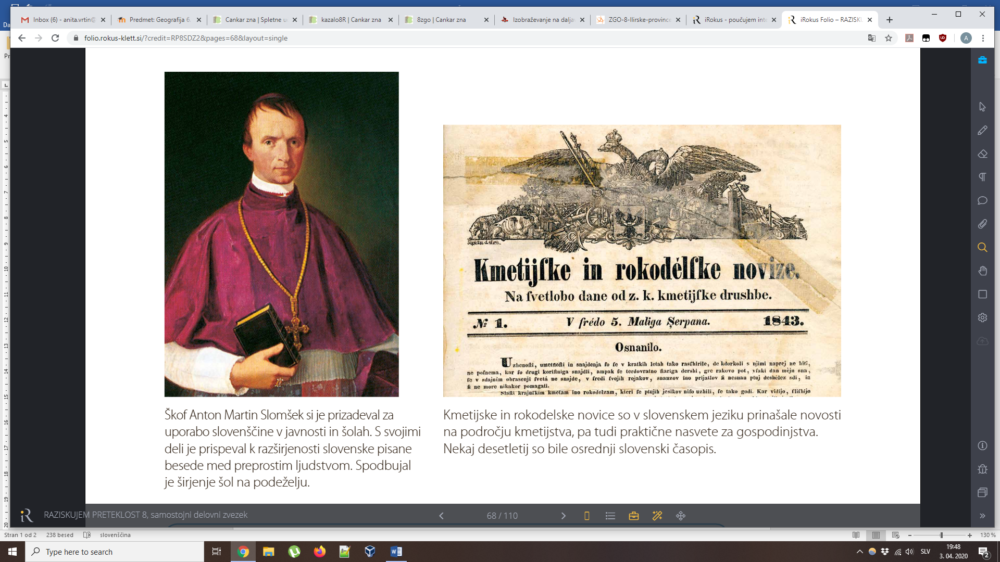 Inbox (6) - anita.vrtin@
Predmet: Geografija 6.
Cankar zna | Spletne u
kazalo8R | Cankar zna
8zgo | Cankar zna
Izobraževanje na dalja
ZGO-8-Ilirske-province
iRokus - poučujem inte
iRokus Folio – RAZISKU
folio.rokus-klett.si/?credit=RP8SDZ2&pages=68&layout=single
A
Da
Pr
Kmetijſke in rokodélſke novize.
Na ſvetlobo dane od z. k. kmetijſke drushbe.
№ 1. V ſrédo 5. Maliga Serpana. 1843.
Osnanilo.
Uzhenoſti, umetnoſti in snajdenja ſo ſe v kratkih letah tako rasſhirile, de kdorkoli s njimi naprej ne hiti,
ne poſnema, kar ſo drugi koriſtniga snajdli, ampak ſe terdovratno ſtariga dershi, gre rakovo pot, vſaki dan mėjn sna,
ſe v sdajnim obrasenji ſvetá ne snajde, v ſredi ſvojih rojakov, snanzov ino prijatlov ſi nesnan ptuj deshélez sdi, in
ſi ne more nikakor pomagati.
Slaſti krajnſkim kmetam ino rokodelzam, kteri ſe ptujih jesikov niſo uzhili, ſe tako godi. Kar vidijo, ſliſhijo
Škof Anton Martin Slomšek si je prizadeval za
uporabo slovenščine v javnosti in šolah. S svojimi
deli je prispeval k razširjenosti slovenske pisane
besede med preprostim ljudstvom. Spodbujal
je širjenje šol na podeželju.
Kmetijske in rokodelske novice so v slovenskem jeziku prinašale novosti
na področju kmetijstva, pa tudi praktične nasvete za gospodinjstva.
Nekaj desetletij so bile osrednji slovenski časopis.
iR RAZISKUJEM PRETEKLOST 8, samostojni delovni zvezek
68 / 110
Stran 1 od 2 238 besed slovenščina
130 %
Type here to search
SLV
19:48
3. 04. 2020
2